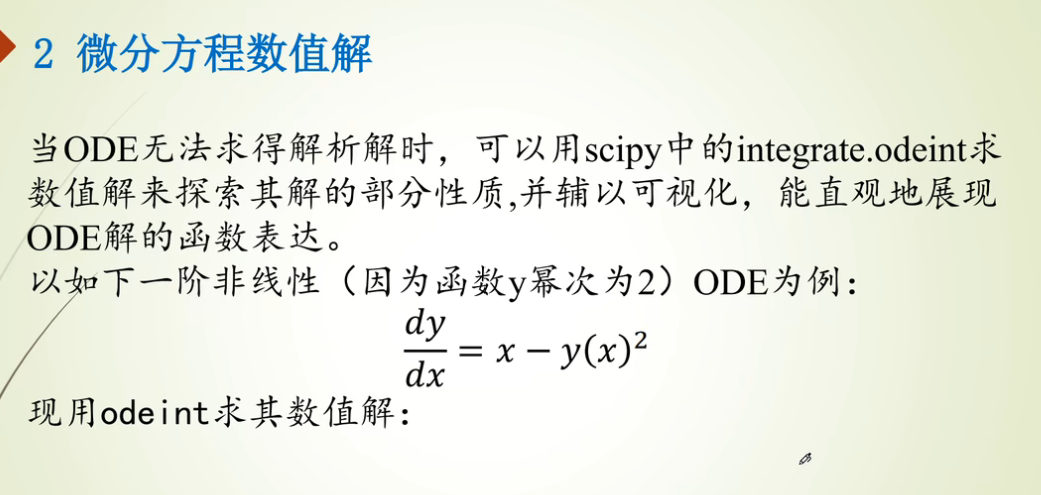 2 微分方程数值解
当ODE无法求得解析解时，可以用scipy中的integrate.odeint求
数值解来探索其解的部分性质,并辅以可视化，能直观地展现
ODE解的函数表达。
以如下一阶非线性（因为函数y幂次为2）ODE为例：
dy/dx = x − y(x)²
现用odeint求其数值解：